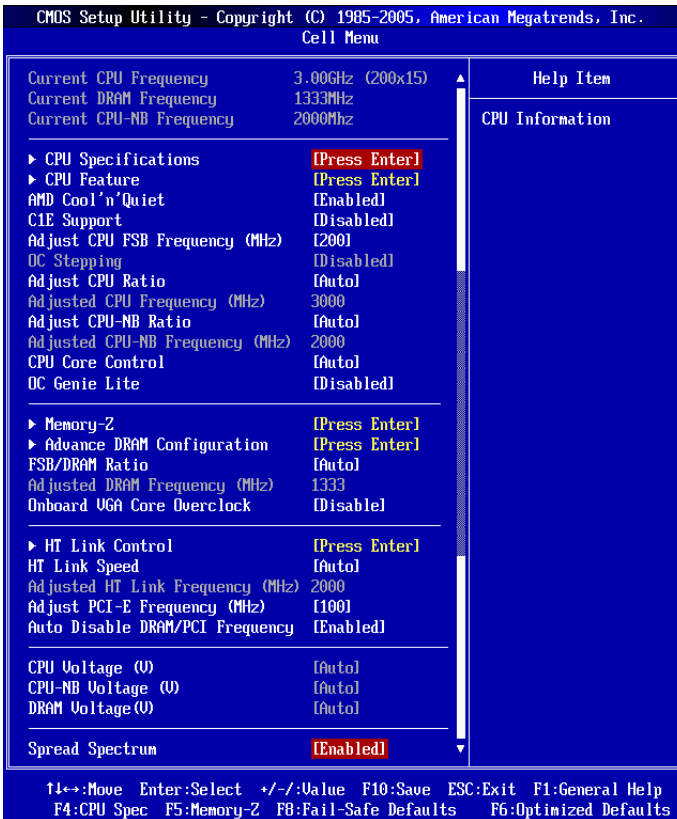 CMOS Setup Utility - Copyright (C) 1985-2005, American Megatrends, Inc.
Cell Menu
Current CPU Frequency 3.00GHz (200x15)
Current DRAM Frequency 1333MHz
Current CPU-NB Frequency 2000Mhz
Help Item
CPU Information
CPU Specifications [Press Enter]
CPU Feature [Press Enter]
AMD Cool'n'Quiet [Enabled]
C1E Support [Disabled]
Adjust CPU FSB Frequency (MHz) [200]
OC Stepping [Disabled]
Adjust CPU Ratio [Auto]
Adjusted CPU Frequency (MHz) 3000
Adjust CPU-NB Ratio [Auto]
Adjusted CPU-NB Frequency (MHz) 2000
CPU Core Control [Auto]
OC Genie Lite [Disabled]
Memory-Z [Press Enter]
Advance DRAM Configuration [Press Enter]
FSB/DRAM Ratio [Auto]
Adjusted DRAM Frequency (MHz) 1333
Onboard VGA Core Overclock [Disable]
HT Link Control [Press Enter]
HT Link Speed [Auto]
Adjusted HT Link Frequency (MHz) 2000
Adjust PCI-E Frequency (MHz) [100]
Auto Disable DRAM/PCI Frequency [Enabled]
CPU Voltage (V) [Auto]
CPU-NB Voltage (V) [Auto]
DRAM Voltage(V) [Auto]
Spread Spectrum [Enabled]
↑↓↔:Move Enter:Select +/-/:Value F10:Save ESC:Exit F1:General Help
F4:CPU Spec F5:Memory-Z F8:Fail-Safe Defaults F6:Optimized Defaults